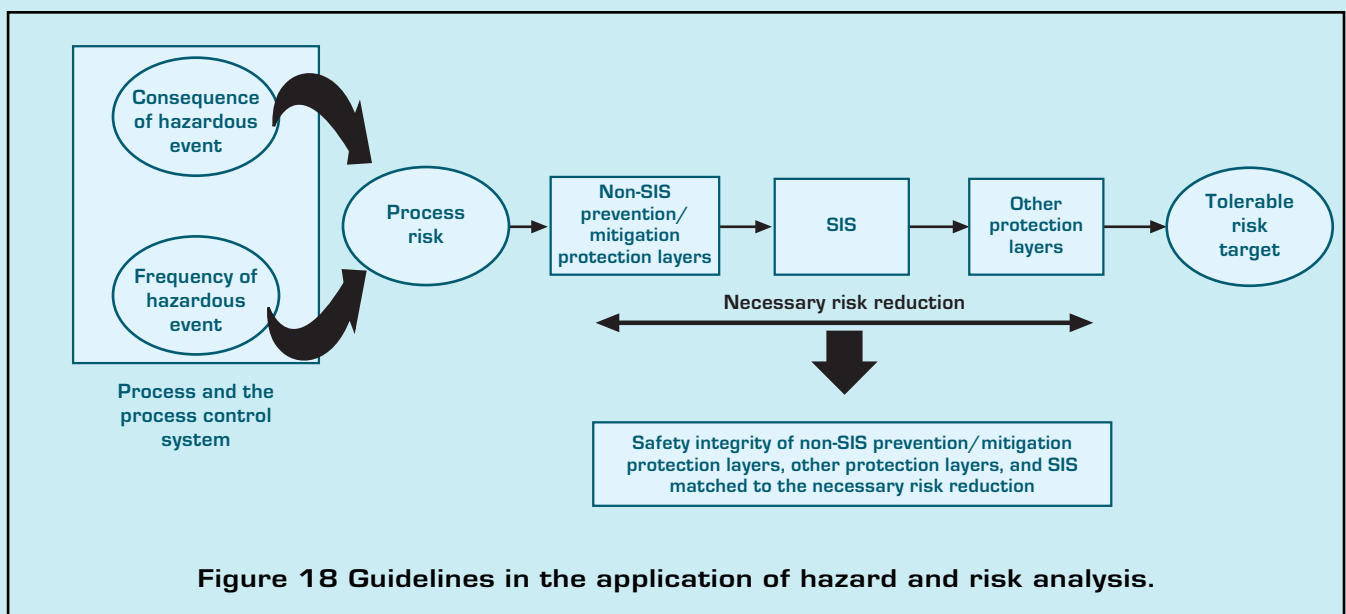 Consequence
of hazardous
event
Frequency of
hazardous
event
Process and the
process control
system
Process
risk
Non-SIS
prevention/
mitigation
protection layers
SIS
Other
protection
layers
Tolerable
risk
target
Necessary risk reduction
Safety integrity of non-SIS prevention/mitigation
protection layers, other protection layers, and SIS
matched to the necessary risk reduction
Figure 18 Guidelines in the application of hazard and risk analysis.